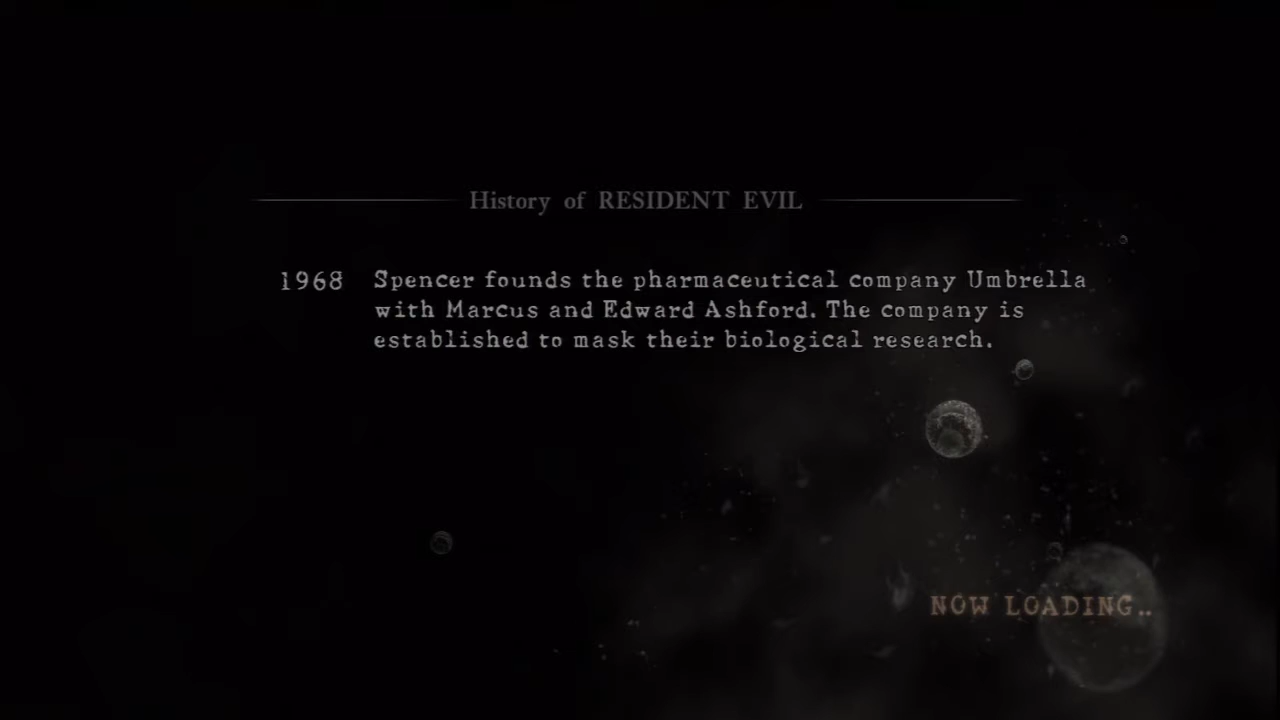 History of RESIDENT EVIL
1968 Spencer founds the pharmaceutical company Umbrella
with Marcus and Edward Ashford. The company is
established to mask their biological research.
NOW LOADING..